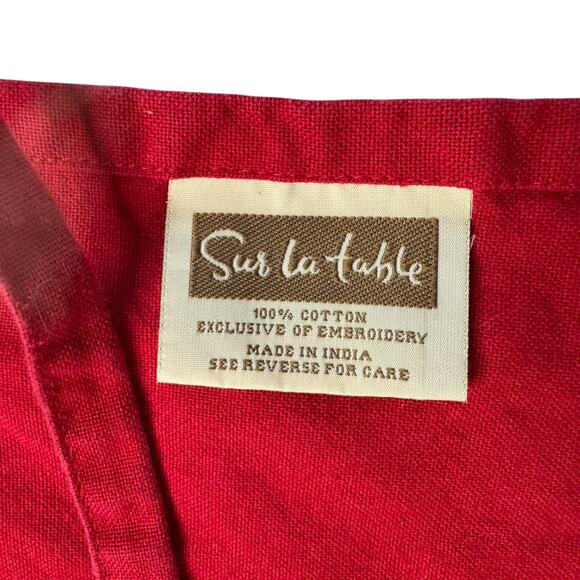 Sur la table
100% COTTON
EXCLUSIVE OF EMBROIDERY
MADE IN INDIA
SEE REVERSE FOR CARE